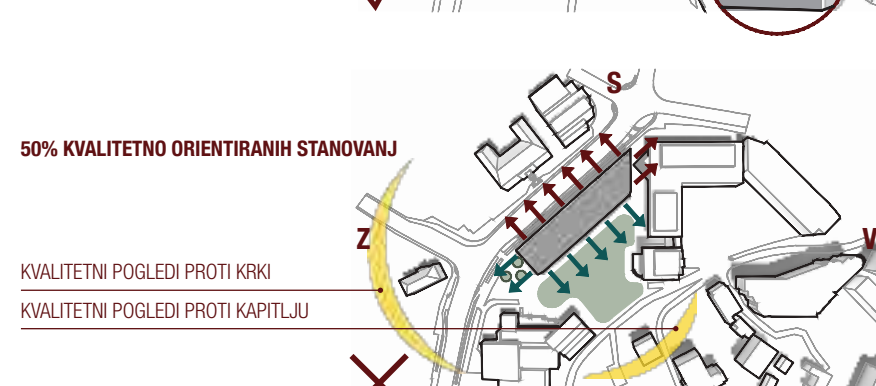 S
50% KVALITETNO ORIENTIRANIH STANOVANJ
Z
V
KVALITETNI POGLEDI PROTI KRKI
KVALITETNI POGLEDI PROTI KAPITLJU